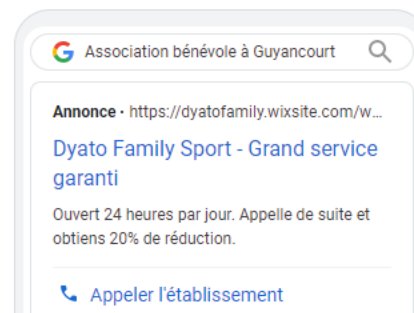 Association bénévole à Guyancourt
Annonce · https://dyatofamily.wixsite.com/w...
Dyato Family Sport - Grand service
garanti
Ouvert 24 heures par jour. Appelle de suite et
obtiens 20% de réduction.
Appeler l'établissement